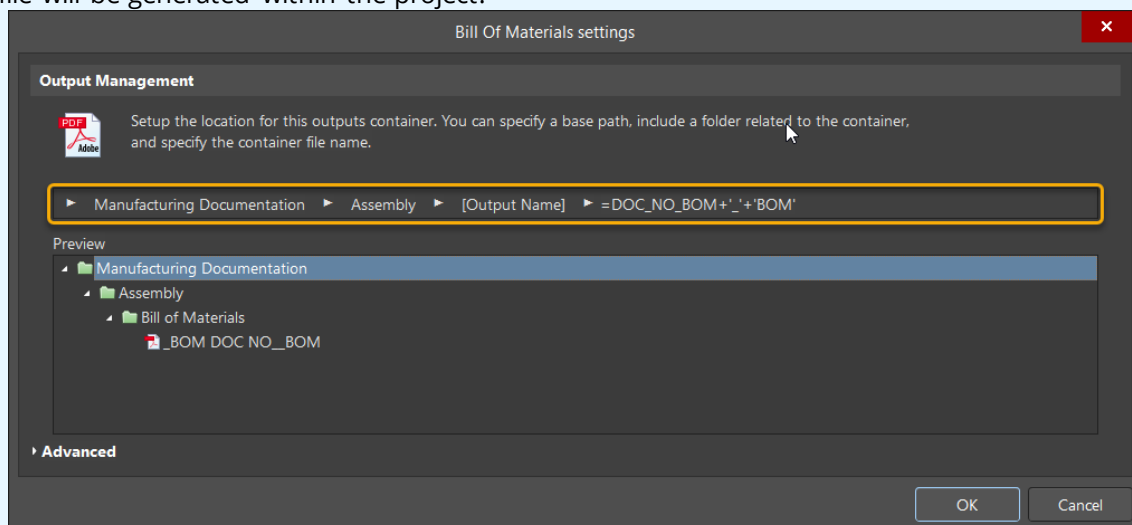 file will be generated within the project.
Bill Of Materials settings
Output Management
PDF
Adobe
Setup the location for this outputs container. You can specify a base path, include a folder related to the container,
and specify the container file name.
Manufacturing Documentation Assembly [Output Name] =DOC_NO_BOM+'_'+'BOM'
Preview
Manufacturing Documentation
Assembly
Bill of Materials
_BOM DOC NO__BOM
Advanced
OK Cancel